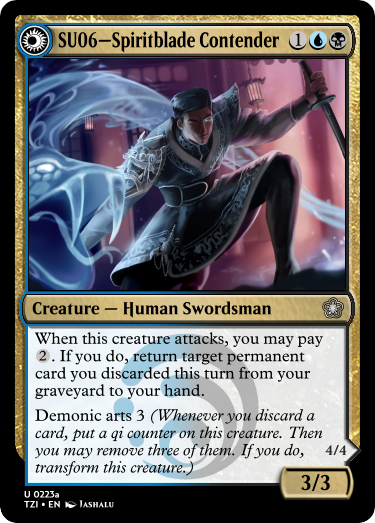 SU06—Spiritblade Contender 1
Creature — Human Swordsman
When this creature attacks, you may pay
2. If you do, return target permanent
card you discarded this turn from your
graveyard to your hand.
Demonic arts 3 (Whenever you discard a
card, put a qi counter on this creature. Then
you may remove three of them. If you do,
transform this creature.)
4/4
3/3
U 0223a
TZI • EN Jashalu